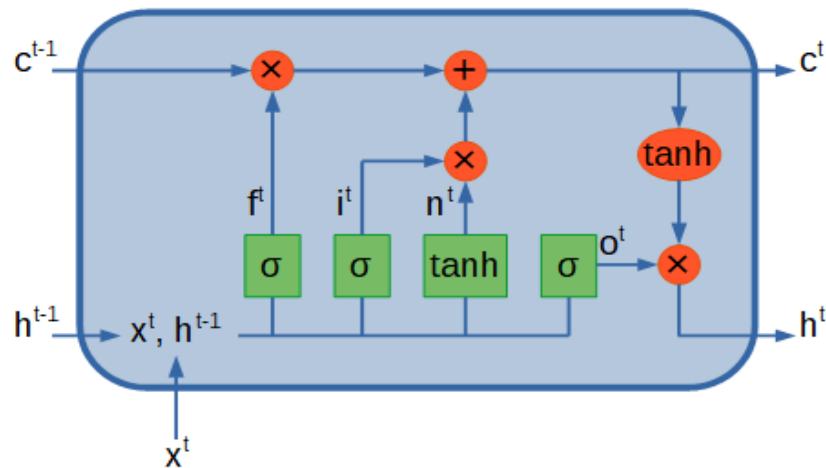 c^{t-1} × + c^t
tanh
×
f^t i^t n^t
σ σ tanh σ o^t ×
h^{t-1} x^t, h^{t-1} h^t
x^t